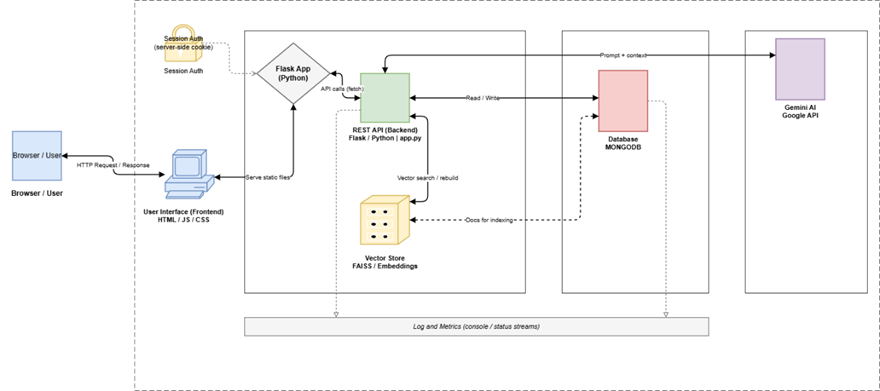 Session Auth
(server-side cookie)
Session Auth
Flask App
(Python)
API calls (fetch)
Prompt + context
Gemini AI
Google API
REST API (Backend)
Flask / Python | app.py
Read / Write
Database
MONGODB
Browser / User
HTTP Request / Response
Browser / User
Serve static files
User Interface (Frontend)
HTML / JS / CSS
Vector search / rebuild
Docs for indexing
Vector Store
FAISS / Embeddings
Log and Metrics (console / status streams)